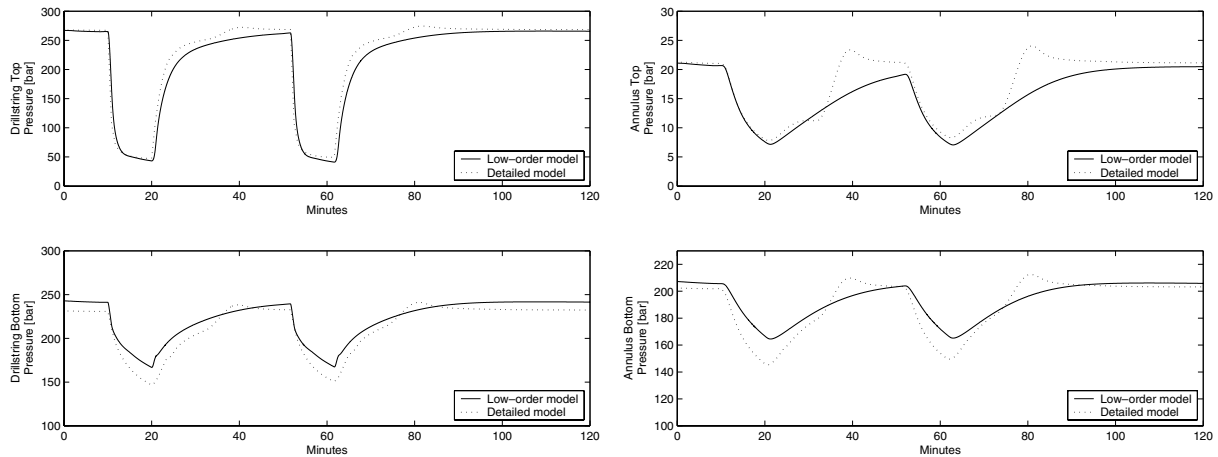 Drillstring Top
Pressure [bar]
300
250
200
150
100
50
0
0 20 40 60 80 100 120
Minutes
Low-order model
Detailed model
Annulus Top
Pressure [bar]
30
25
20
15
10
5
0
0 20 40 60 80 100 120
Minutes
Low-order model
Detailed model
Drillstring Bottom
Pressure [bar]
300
250
200
150
100
0 20 40 60 80 100 120
Minutes
Low-order model
Detailed model
Annulus Bottom
Pressure [bar]
220
200
180
160
140
120
100
0 20 40 60 80 100 120
Minutes
Low-order model
Detailed model